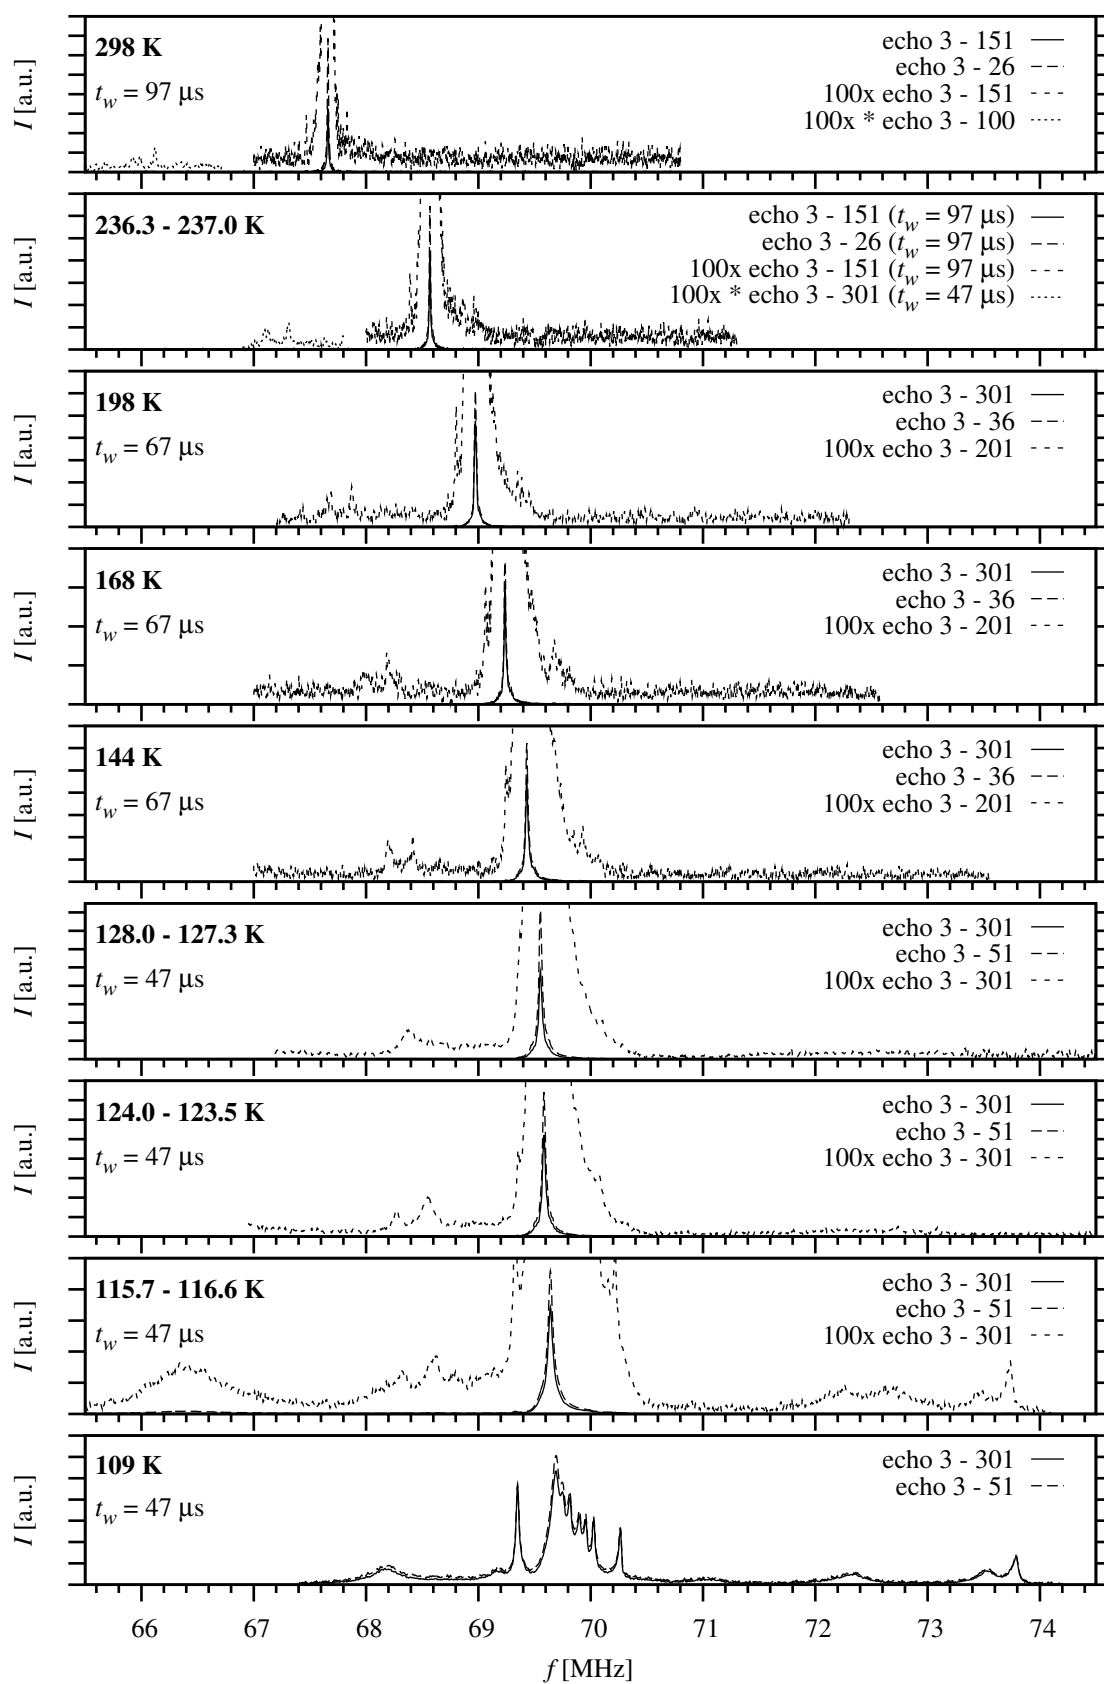 298 K
t_w = 97 μs
I [a.u.]
echo 3 - 151
echo 3 - 26
100x echo 3 - 151
100x * echo 3 - 100
236.3 - 237.0 K
I [a.u.]
echo 3 - 151 (t_w = 97 μs)
echo 3 - 26 (t_w = 97 μs)
100x echo 3 - 151 (t_w = 97 μs)
100x * echo 3 - 301 (t_w = 47 μs)
198 K
t_w = 67 μs
I [a.u.]
echo 3 - 301
echo 3 - 36
100x echo 3 - 201
168 K
t_w = 67 μs
I [a.u.]
echo 3 - 301
echo 3 - 36
100x echo 3 - 201
144 K
t_w = 67 μs
I [a.u.]
echo 3 - 301
echo 3 - 36
100x echo 3 - 201
128.0 - 127.3 K
t_w = 47 μs
I [a.u.]
echo 3 - 301
echo 3 - 51
100x echo 3 - 301
124.0 - 123.5 K
t_w = 47 μs
I [a.u.]
echo 3 - 301
echo 3 - 51
100x echo 3 - 301
115.7 - 116.6 K
t_w = 47 μs
I [a.u.]
echo 3 - 301
echo 3 - 51
100x echo 3 - 301
109 K
t_w = 47 μs
I [a.u.]
echo 3 - 301
echo 3 - 51
66 67 68 69 70 71 72 73 74
f [MHz]